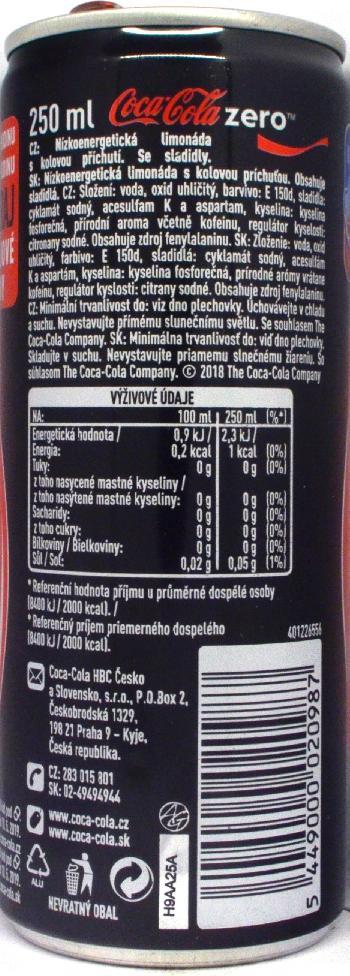 250 ml Coca-Cola zero™
CZ: Nízkoenergetická limonáda
s kolovou příchutí. Se sladidly.
SK: Nízkoenergetická limonáda s kolovou príchuťou. Obsahuje
sladidlá. CZ: Složení: voda, oxid uhličitý, barvivo: E 150d, sladidla:
cyklamát sodný, acesulfam K a aspartam, kyselina: kyselina
fosforečná, přírodní aroma včetně kofeinu, regulátor kyselosti:
citronany sodné. Obsahuje zdroj fenylalaninu. SK: Zloženie: voda, oxid
uhličitý, farbivo: E 150d, sladidlá: cyklamát sodný, acesulfám
K a aspartám, kyselina: kyselina fosforečná, prírodné arómy vrátane
kofeínu, regulátor kyslosti: citrany sodné. Obsahuje zdroj fenylalanínu.
CZ: Minimální trvanlivost do: viz dno plechovky. Uchovávejte v chladu
a suchu. Nevystavujte přímému slunečnímu světlu. Se souhlasem The
Coca-Cola Company. SK: Minimálna trvanlivosť do: viď dno plechovky.
Skladujte v suchu. Nevystavujte priamemu slnečnému žiareniu. So
súhlasom The Coca-Cola Company. © 2018 The Coca-Cola Company
VÝŽIVOVÉ ÚDAJE
NA: 100 ml 250 ml (%*)
Energetická hodnota / 0,9 kJ/ 2,3 kJ/
Energia: 0,2 kcal 1 kcal (0%)
Tuky: 0 g 0 g (0%)
z toho nasycené mastné kyseliny /
z toho nasýtené mastné kyseliny: 0 g 0 g (0%)
Sacharidy: 0 g 0 g (0%)
z toho cukry: 0 g 0 g (0%)
Bílkoviny / Bielkoviny: 0 g 0 g (0%)
Sůl / Soľ: 0,02 g 0,05 g (1%)
* Referenční hodnota příjmu u průměrné dospělé osoby
(8400 kJ / 2000 kcal). /
* Referenčný príjem priemerného dospelého
(8400 kJ / 2000 kcal).
401226556
Coca-Cola HBC Česko
a Slovensko, s.r.o., P.O.Box 2,
Českobrodská 1329,
198 21 Praha 9 - Kyje,
Česká republika.
CZ: 283 015 801
SK: 02-49494944
www.coca-cola.cz
www.coca-cola.sk
ALU
NEVRATNÝ OBAL
H9AA25A
5 449000 020987